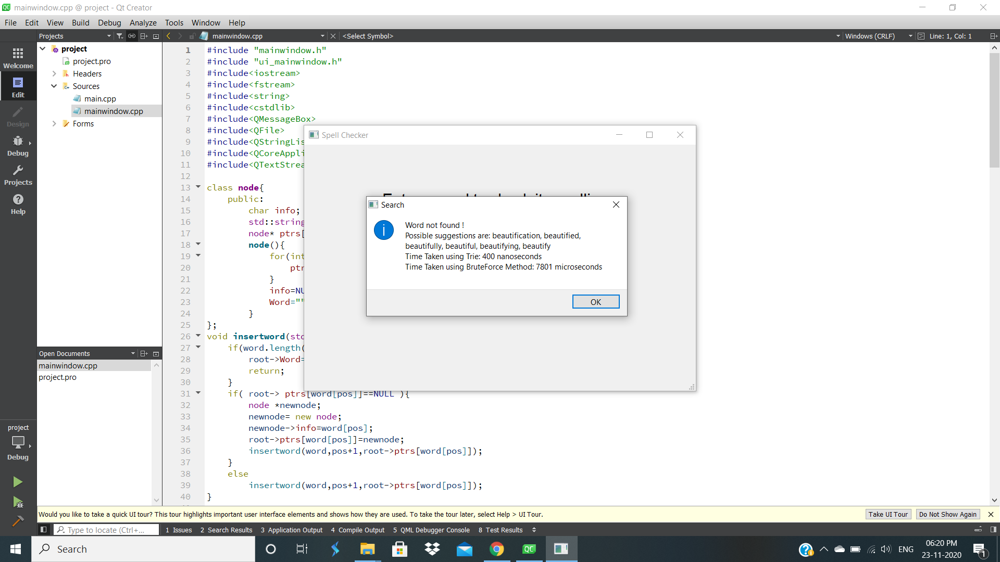 mainwindow.cpp @ project - Qt Creator
File Edit View Build Debug Analyze Tools Window Help
Projects mainwindow.cpp <Select Symbol> Windows (CRLF) Line: 1, Col: 1
Welcome
Edit
Design
Debug
Projects
Help
project
project.pro
Headers
Sources
main.cpp
mainwindow.cpp
Forms
Open Documents
mainwindow.cpp
project.pro
project
Debug
1 #include "mainwindow.h"
2 #include "ui_mainwindow.h"
3 #include<iostream>
4 #include<fstream>
5 #include<string>
6 #include<cstdlib>
7 #include<QMessageBox>
8 #include<QFile>
9 #include<QStringLis
10 #include<QCoreAppli
11 #include<QTextStrea
12
13 class node{
14 public:
15 char info;
16 std::string
17 node* ptrs[
18 node(){
19 for(int
20 ptr
21 }
22 info=NU
23 Word=""
24 }
25 };
26 void insertword(std
27 if(word.length(
28 root->Word=
29 return;
30 }
31 if( root-> ptrs[word[pos]]==NULL ){
32 node *newnode;
33 newnode= new node;
34 newnode->info=word[pos];
35 root->ptrs[word[pos]]=newnode;
36 insertword(word,pos+1,root->ptrs[word[pos]]);
37 }
38 else
39 insertword(word,pos+1,root->ptrs[word[pos]]);
40 }
Spell Checker
Search
Word not found !
Possible suggestions are: beautification, beautified,
beautifully, beautiful, beautifying, beautify
Time Taken using Trie: 400 nanoseconds
Time Taken using BruteForce Method: 7801 microseconds
OK
Would you like to take a quick UI tour? This tour highlights important user interface elements and shows how they are used. To take the tour later, select Help > UI Tour. Take UI Tour Do Not Show Again
Type to locate (Ctrl+... 1 Issues 2 Search Results 3 Application Output 4 Compile Output 5 QML Debugger Console 8 Test Results
Search
ENG
06:20 PM
23-11-2020
1